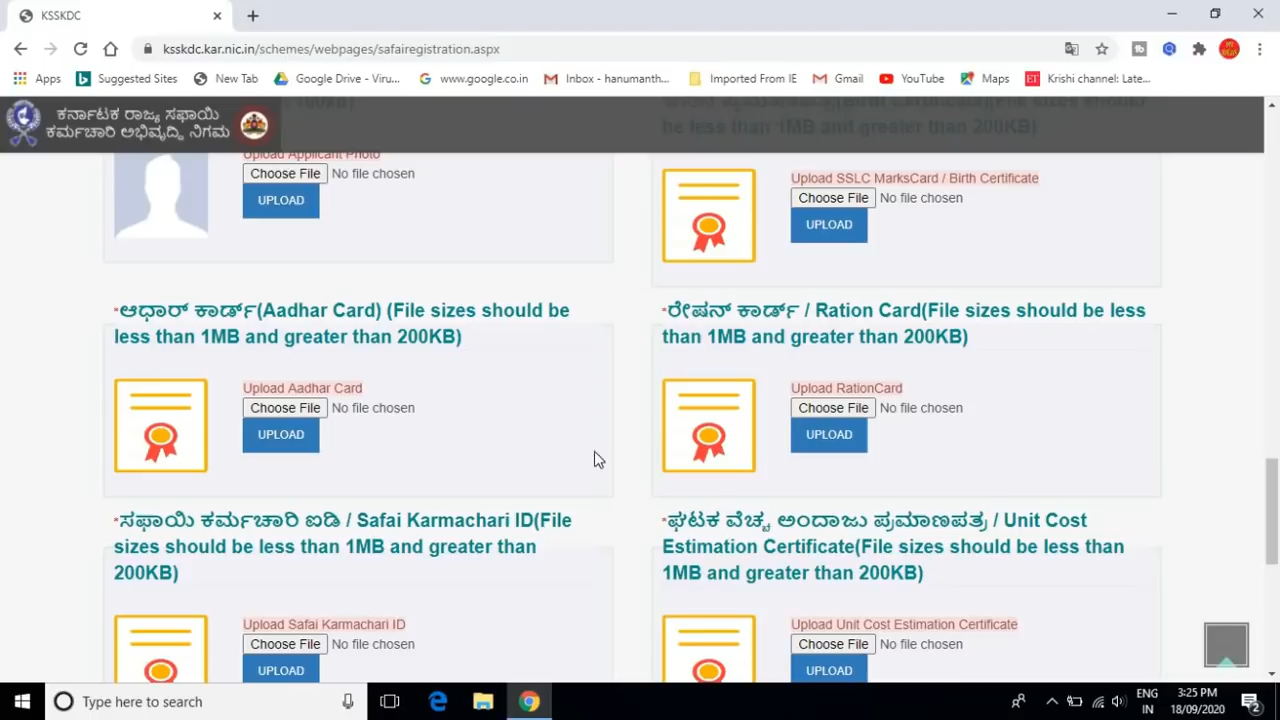 KSSKDC
ksskdc.kar.nic.in/schemes/webpages/safairegistration.aspx
Apps Suggested Sites New Tab Google Drive - Viru... www.google.co.in Inbox - hanumanth... Imported From IE Gmail YouTube Maps Krishi channel: Late...
ಕರ್ನಾಟಕ ರಾಜ್ಯ ಸಫಾಯಿ
ಕರ್ಮಚಾರಿ ಅಭಿವೃದ್ಧಿ ನಿಗಮ
be less than 1MB and greater than 200KB)
Upload Applicant Photo
Choose File No file chosen
UPLOAD
Upload SSLC MarksCard / Birth Certificate
Choose File No file chosen
UPLOAD
*ಆಧಾರ್ ಕಾರ್ಡ್(Aadhar Card) (File sizes should be
less than 1MB and greater than 200KB)
Upload Aadhar Card
Choose File No file chosen
UPLOAD
*ರೇಷನ್ ಕಾರ್ಡ್ / Ration Card(File sizes should be less
than 1MB and greater than 200KB)
Upload RationCard
Choose File No file chosen
UPLOAD
*ಸಫಾಯಿ ಕರ್ಮಚಾರಿ ಐಡಿ / Safai Karmachari ID(File
sizes should be less than 1MB and greater than
200KB)
Upload Safai Karmachari ID
Choose File No file chosen
UPLOAD
*ಘಟಕ ವೆಚ್ಚ ಅಂದಾಜು ಪ್ರಮಾಣಪತ್ರ / Unit Cost
Estimation Certificate(File sizes should be less than
1MB and greater than 200KB)
Upload Unit Cost Estimation Certificate
Choose File No file chosen
UPLOAD
Type here to search
ENG 3:25 PM
IN 18/09/2020 2